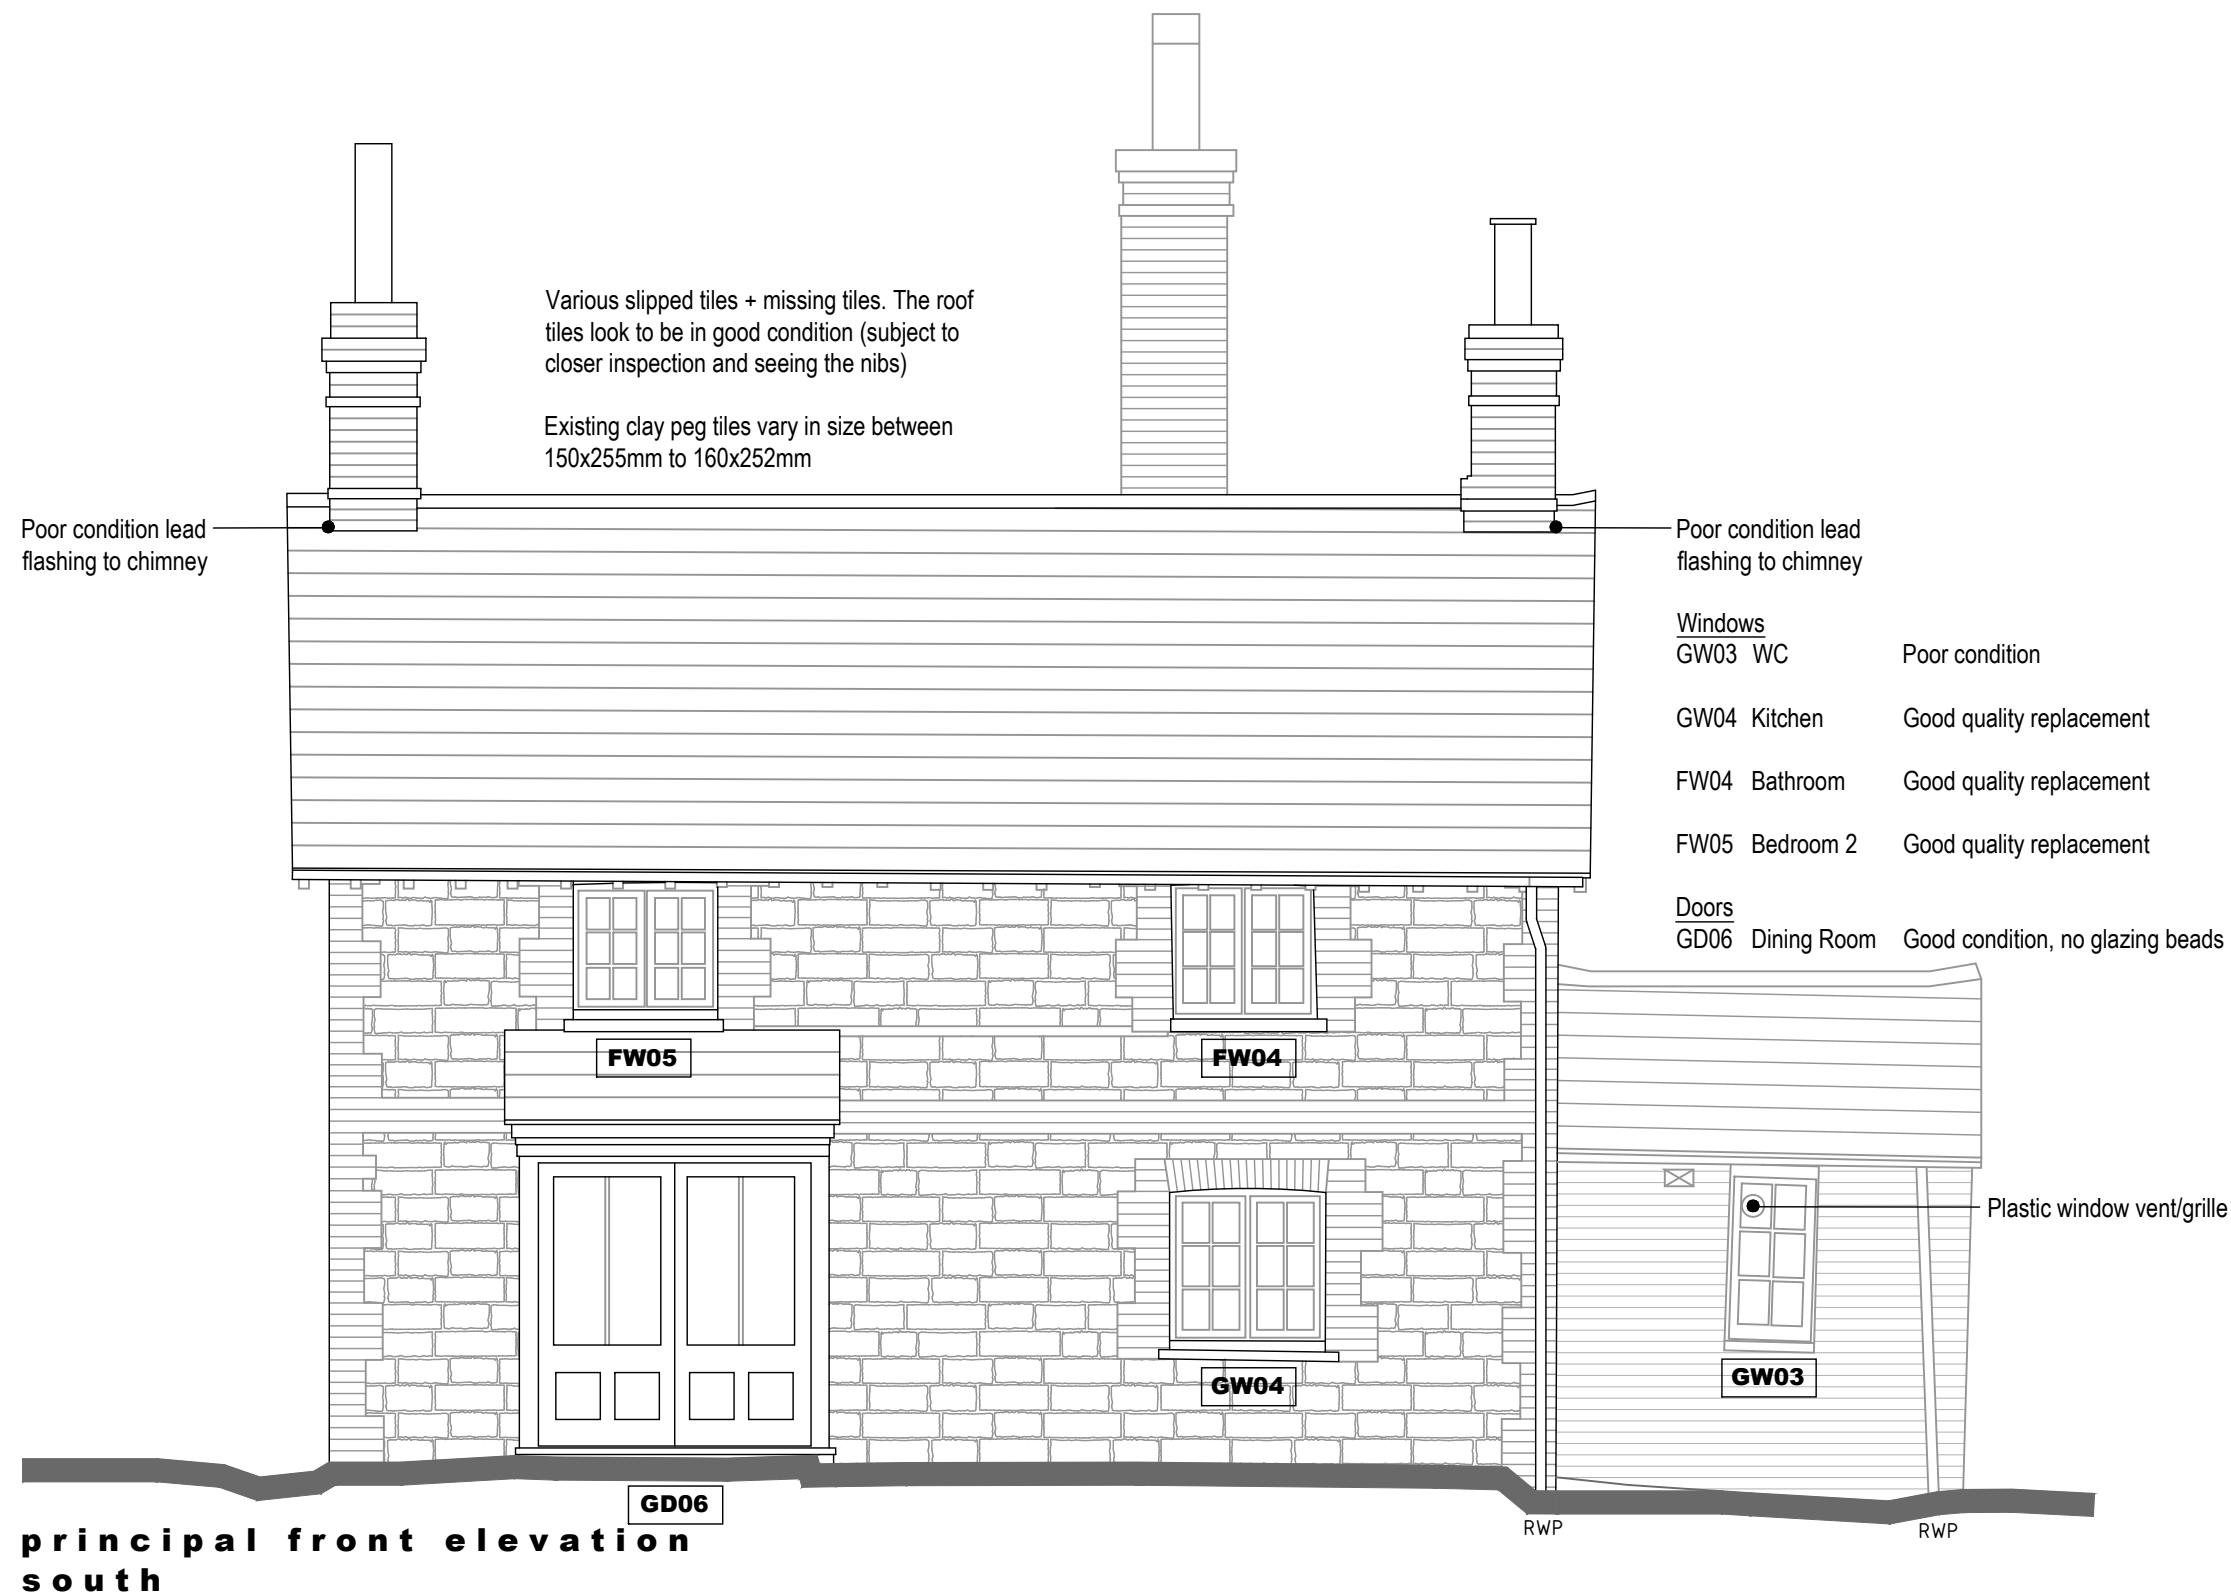 Various slipped tiles + missing tiles. The roof
tiles look to be in good condition (subject to
closer inspection and seeing the nibs)
Existing clay peg tiles vary in size between
150x255mm to 160x252mm
Poor condition lead
flashing to chimney
Poor condition lead
flashing to chimney
Windows
GW03 WC Poor condition
GW04 Kitchen Good quality replacement
FW04 Bathroom Good quality replacement
FW05 Bedroom 2 Good quality replacement
Doors
GD06 Dining Room Good condition, no glazing beads
FW05
FW04
Plastic window vent/grille
GW03
GW04
GD06
RWP
RWP
principal front elevation
south